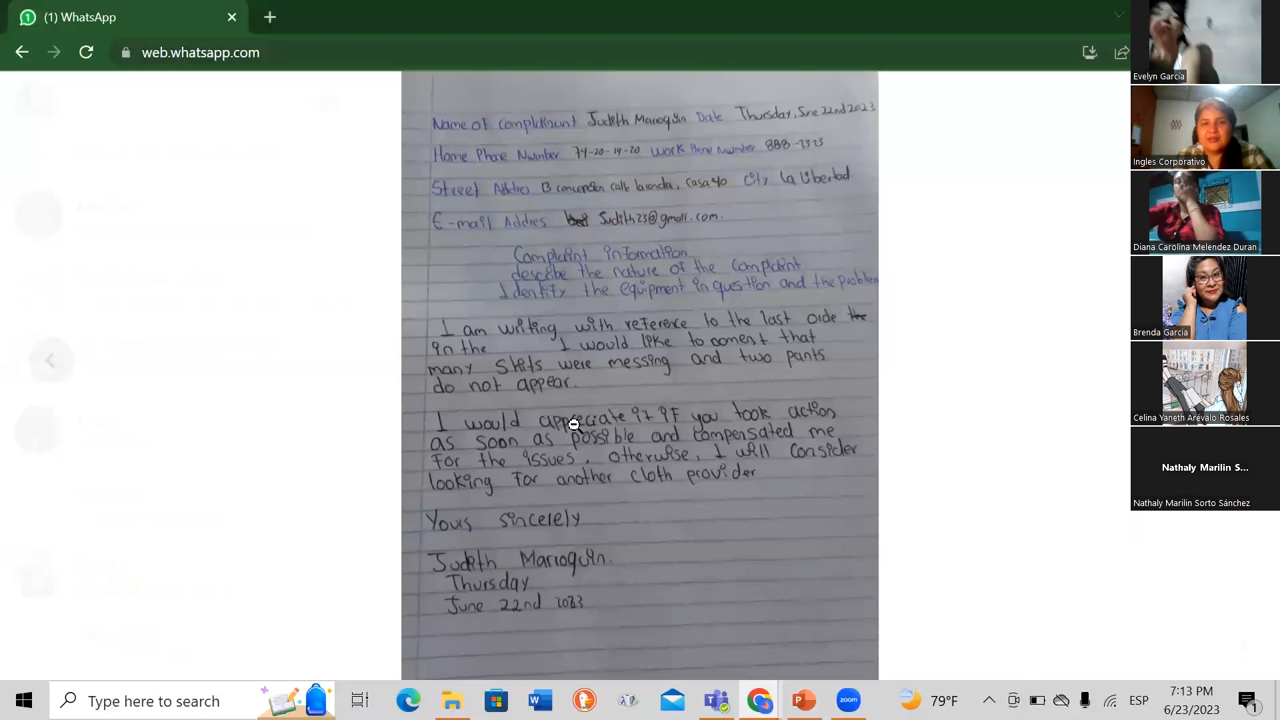 (1) WhatsApp
web.whatsapp.com
Name of complainant Judith Marroquin Date Thursday, June 22nd 2023
Home Phone Number 74-20-19-20 work Phone Number 888-2323
Street Address B concepcion calle la ronda, casa 40 city La Libertad.
E-mail Addres Judith23@gmail.com.
Complaint information
describe the nature of the complaint
Identify the equipment in question and the problem
I am writing with reference to the last orde
in the I would like to coment that
many were messing and two pants
do not appear.
I would appreciate it if you took action
as soon as possible and compensated me
for the issues. Otherwise, I will consider
looking for another cloth provider
Yours sincerely
Judith Marroquin.
Thursday
June 22nd 2023
Evelyn Garcia
Ingles Corporativo
Diana Carolina Melendez Duran
Brenda Garcia
Celina Yaneth Arévalo Rosales
Nathaly Marilin S...
Nathaly Marilin Sorto Sánchez
Type here to search
79°F
ESP
7:13 PM
6/23/2023
1